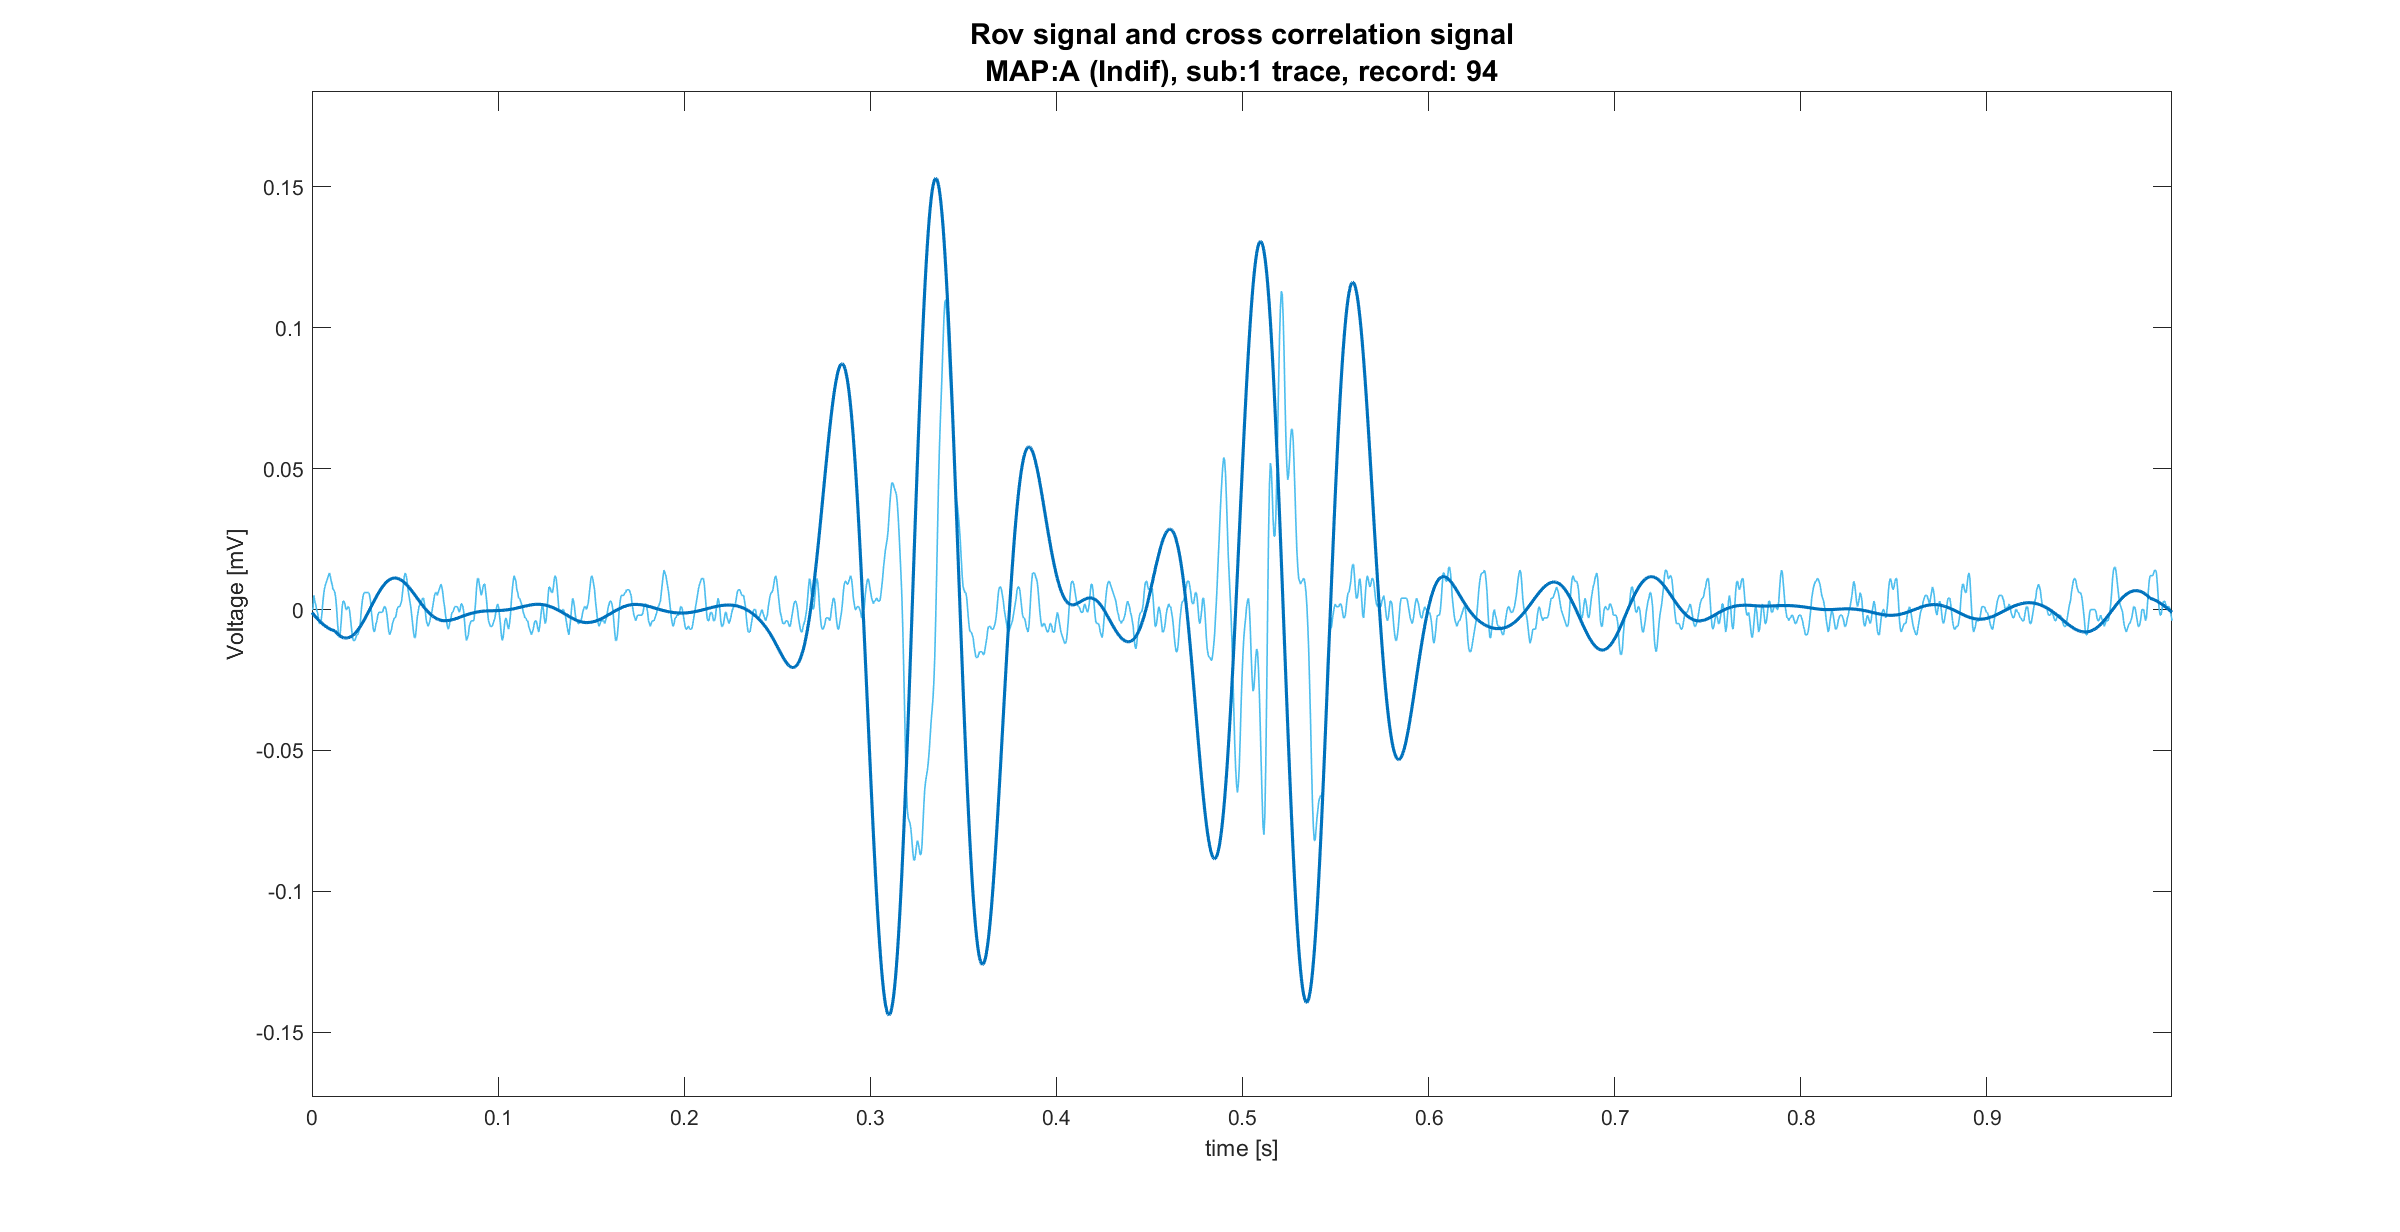 Rov signal and cross correlation signal
MAP:A (Indif), sub:1 trace, record: 94
0.15
0.1
0.05
0
-0.05
-0.1
-0.15
Voltage [mV]
0 0.1 0.2 0.3 0.4 0.5 0.6 0.7 0.8 0.9
time [s]